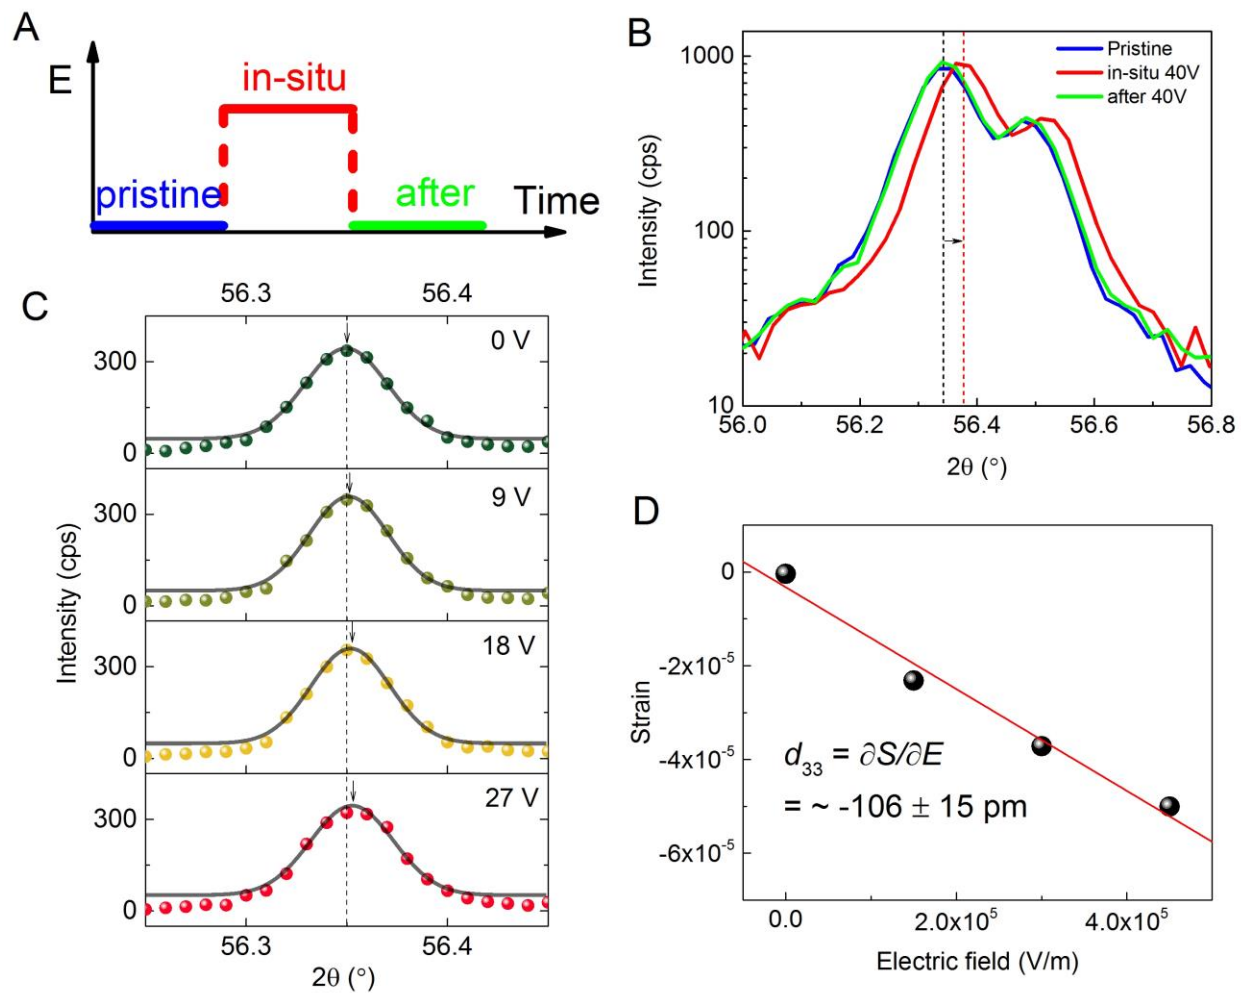 A
E
in-situ
pristine
after
Time
B
Intensity (cps)
1000
100
10
Pristine
in-situ 40V
after 40V
56.0
56.2
56.4
56.6
56.8
2θ (°)
C
56.3
56.4
Intensity (cps)
300
0
0 V
300
0
9 V
300
0
18 V
300
0
27 V
56.3
56.4
2θ (°)
D
Strain
0
-2x10⁻⁵
-4x10⁻⁵
-6x10⁻⁵
d₃₃ = ∂S/∂E
= ~ -106 ± 15 pm
0.0
2.0x10⁵
4.0x10⁵
Electric field (V/m)